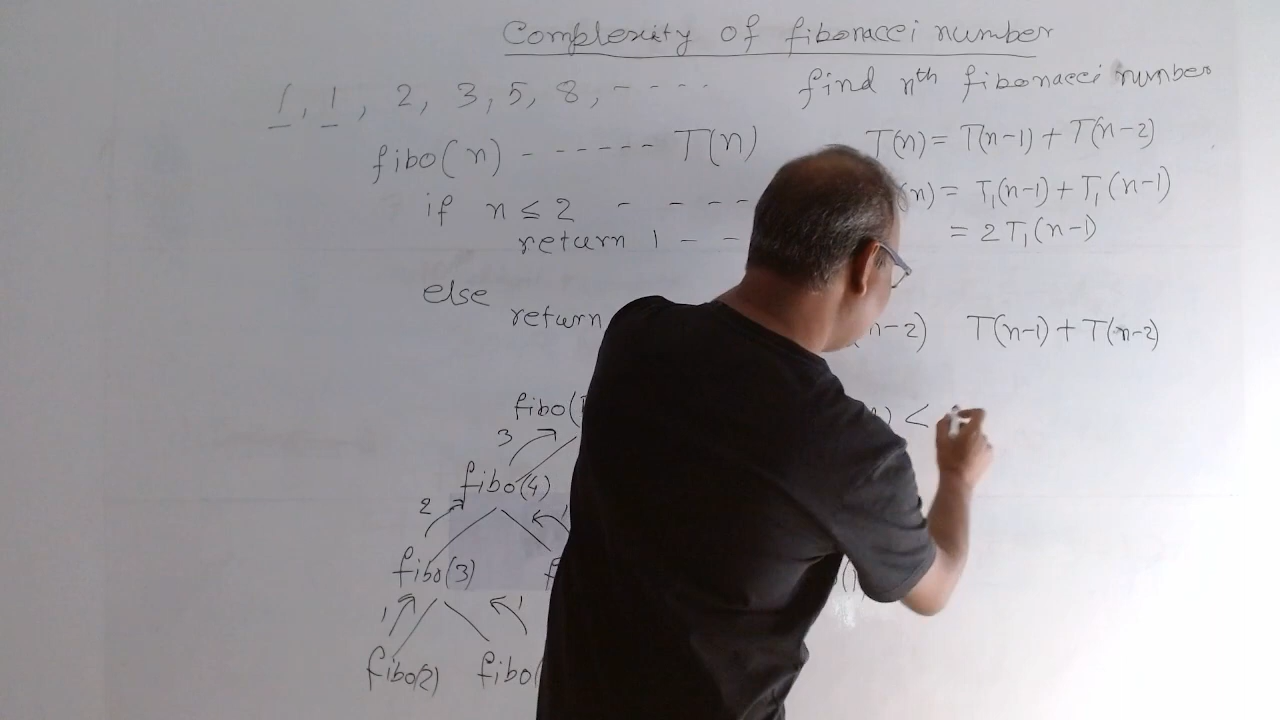 Complexity of fibonacci number
1, 1, 2, 3, 5, 8, - - - - find nth fibonacci number
fibo(n) - - - - - - T(n) T(n) = T(n-1) + T(n-2)
if n ≤ 2 - - - - - (n) = T₁(n-1) + T₁(n-1)
return 1 - - = 2T₁(n-1)
else
return n-2) T(n-1) + T(n-2)
fibo( ) <
3
fibo(4)
2
fibo(3)
1 1
fibo(2) fibo(